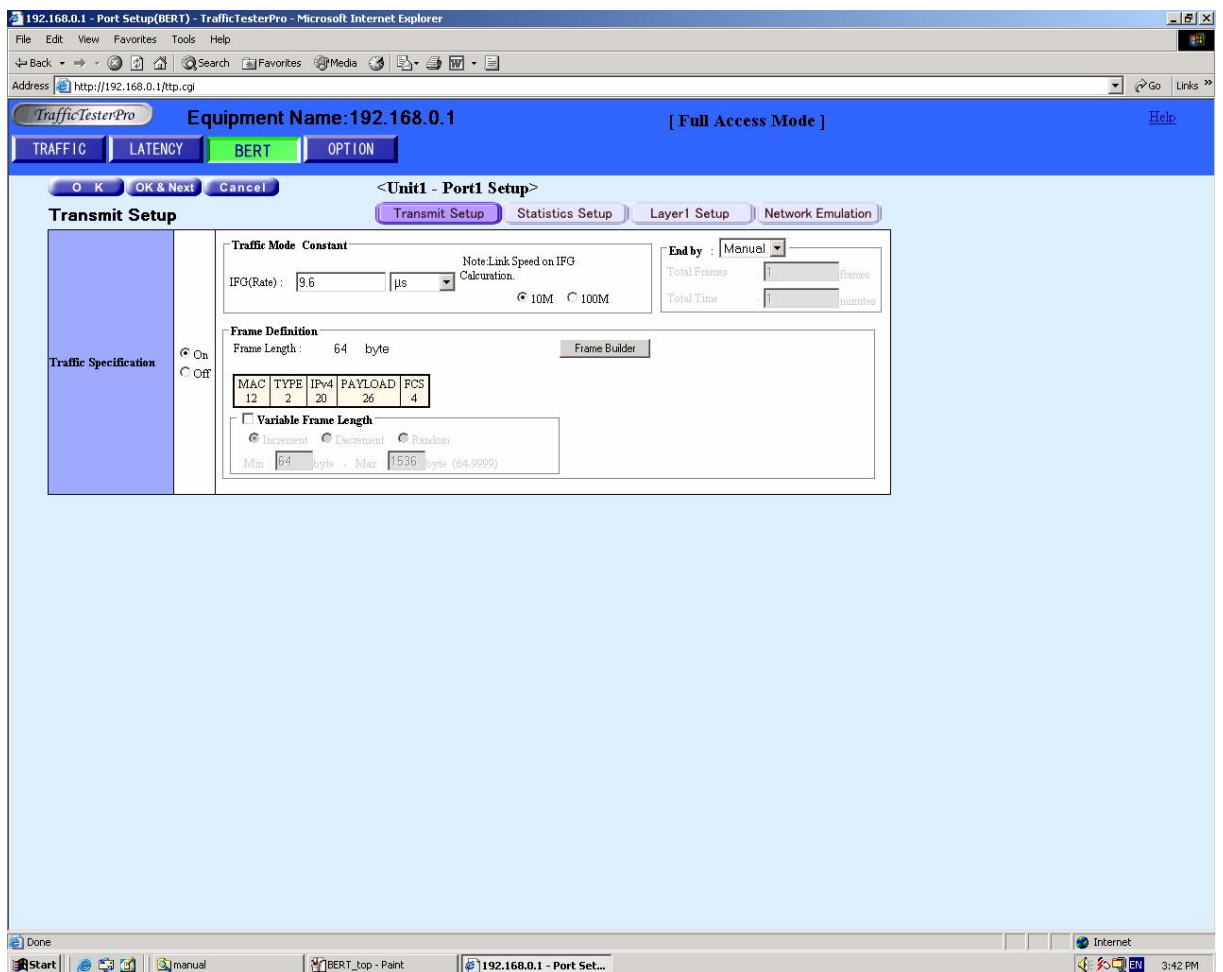 192.168.0.1 - Port Setup(BERT) - TrafficTesterPro - Microsoft Internet Explorer
File Edit View Favorites Tools Help
Back Search Favorites Media
Address http://192.168.0.1/ttp.cgi Go Links »
TrafficTesterPro Equipment Name:192.168.0.1 [ Full Access Mode ] Help
TRAFFIC LATENCY BERT OPTION
O K OK & Next Cancel <Unit1 - Port1 Setup>
Transmit Setup Transmit Setup Statistics Setup Layer1 Setup Network Emulation
Traffic Specification
On
Off
Traffic Mode Constant
Note:Link Speed on IFG
Calcuration.
IFG(Rate) : 9.6 µs
10M 100M
End by : Manual
Total Frames : 1 frames
Total Time : 1 minutes
Frame Definition
Frame Length : 64 byte Frame Builder
MAC TYPE IPv4 PAYLOAD FCS
12 2 20 26 4
Variable Frame Length
Increment Decrement Random
Min : 64 byte - Max : 1536 byte (64-9999)
Done Internet
Start manual BERT_top - Paint 192.168.0.1 - Port Set... EN 3:42 PM